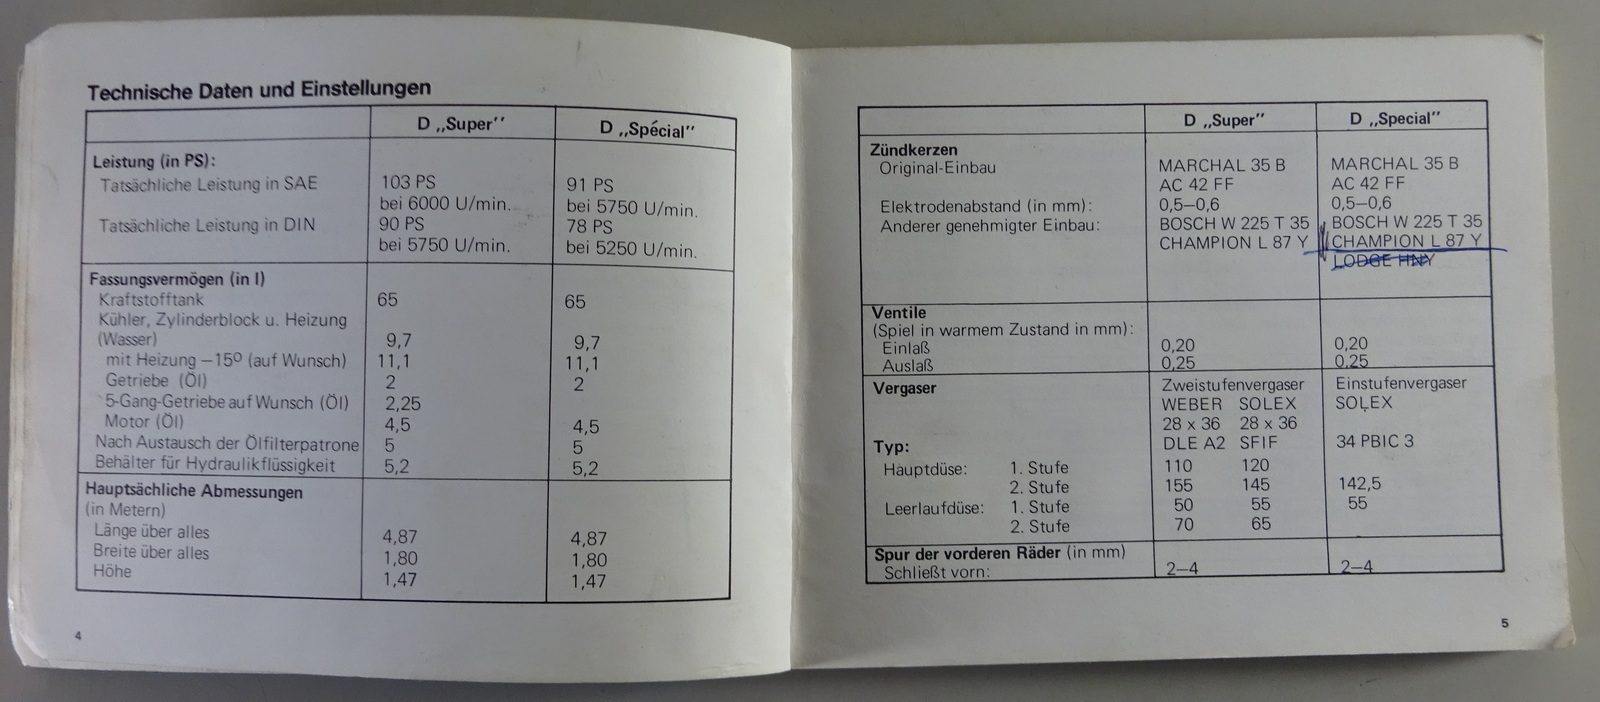 Technische Daten und Einstellungen
D „Super” D „Spécial”
Leistung (in PS):
Tatsächliche Leistung in SAE 103 PS 91 PS
bei 6000 U/min. bei 5750 U/min.
Tatsächliche Leistung in DIN 90 PS 78 PS
bei 5750 U/min. bei 5250 U/min.
Fassungsvermögen (in l)
Kraftstofftank 65 65
Kühler, Zylinderblock u. Heizung
(Wasser) 9,7 9,7
mit Heizung –15º (auf Wunsch) 11,1 11,1
Getriebe (Öl) 2 2
5-Gang-Getriebe auf Wunsch (Öl) 2,25
Motor (Öl) 4,5 4,5
Nach Austausch der Ölfilterpatrone 5 5
Behälter für Hydraulikflüssigkeit 5,2 5,2
Hauptsächliche Abmessungen
(in Metern)
Länge über alles 4,87 4,87
Breite über alles 1,80 1,80
Höhe 1,47 1,47
4
D „Super” D „Special”
Zündkerzen
Original-Einbau MARCHAL 35 B MARCHAL 35 B
AC 42 FF AC 42 FF
Elektrodenabstand (in mm): 0,5–0,6 0,5–0,6
Anderer genehmigter Einbau: BOSCH W 225 T 35 BOSCH W 225 T 35
CHAMPION L 87 Y CHAMPION L 87 Y
LODGE HNY
Ventile
(Spiel in warmem Zustand in mm):
Einlaß 0,20 0,20
Auslaß 0,25 0,25
Vergaser Zweistufenvergaser Einstufenvergaser
WEBER SOLEX SOLEX
28 x 36 28 x 36
Typ: DLE A2 SFIF 34 PBIC 3
Hauptdüse: 1. Stufe 110 120
2. Stufe 155 145 142,5
Leerlaufdüse: 1. Stufe 50 55 55
2. Stufe 70 65
Spur der vorderen Räder (in mm)
Schließt vorn: 2–4 2–4
5